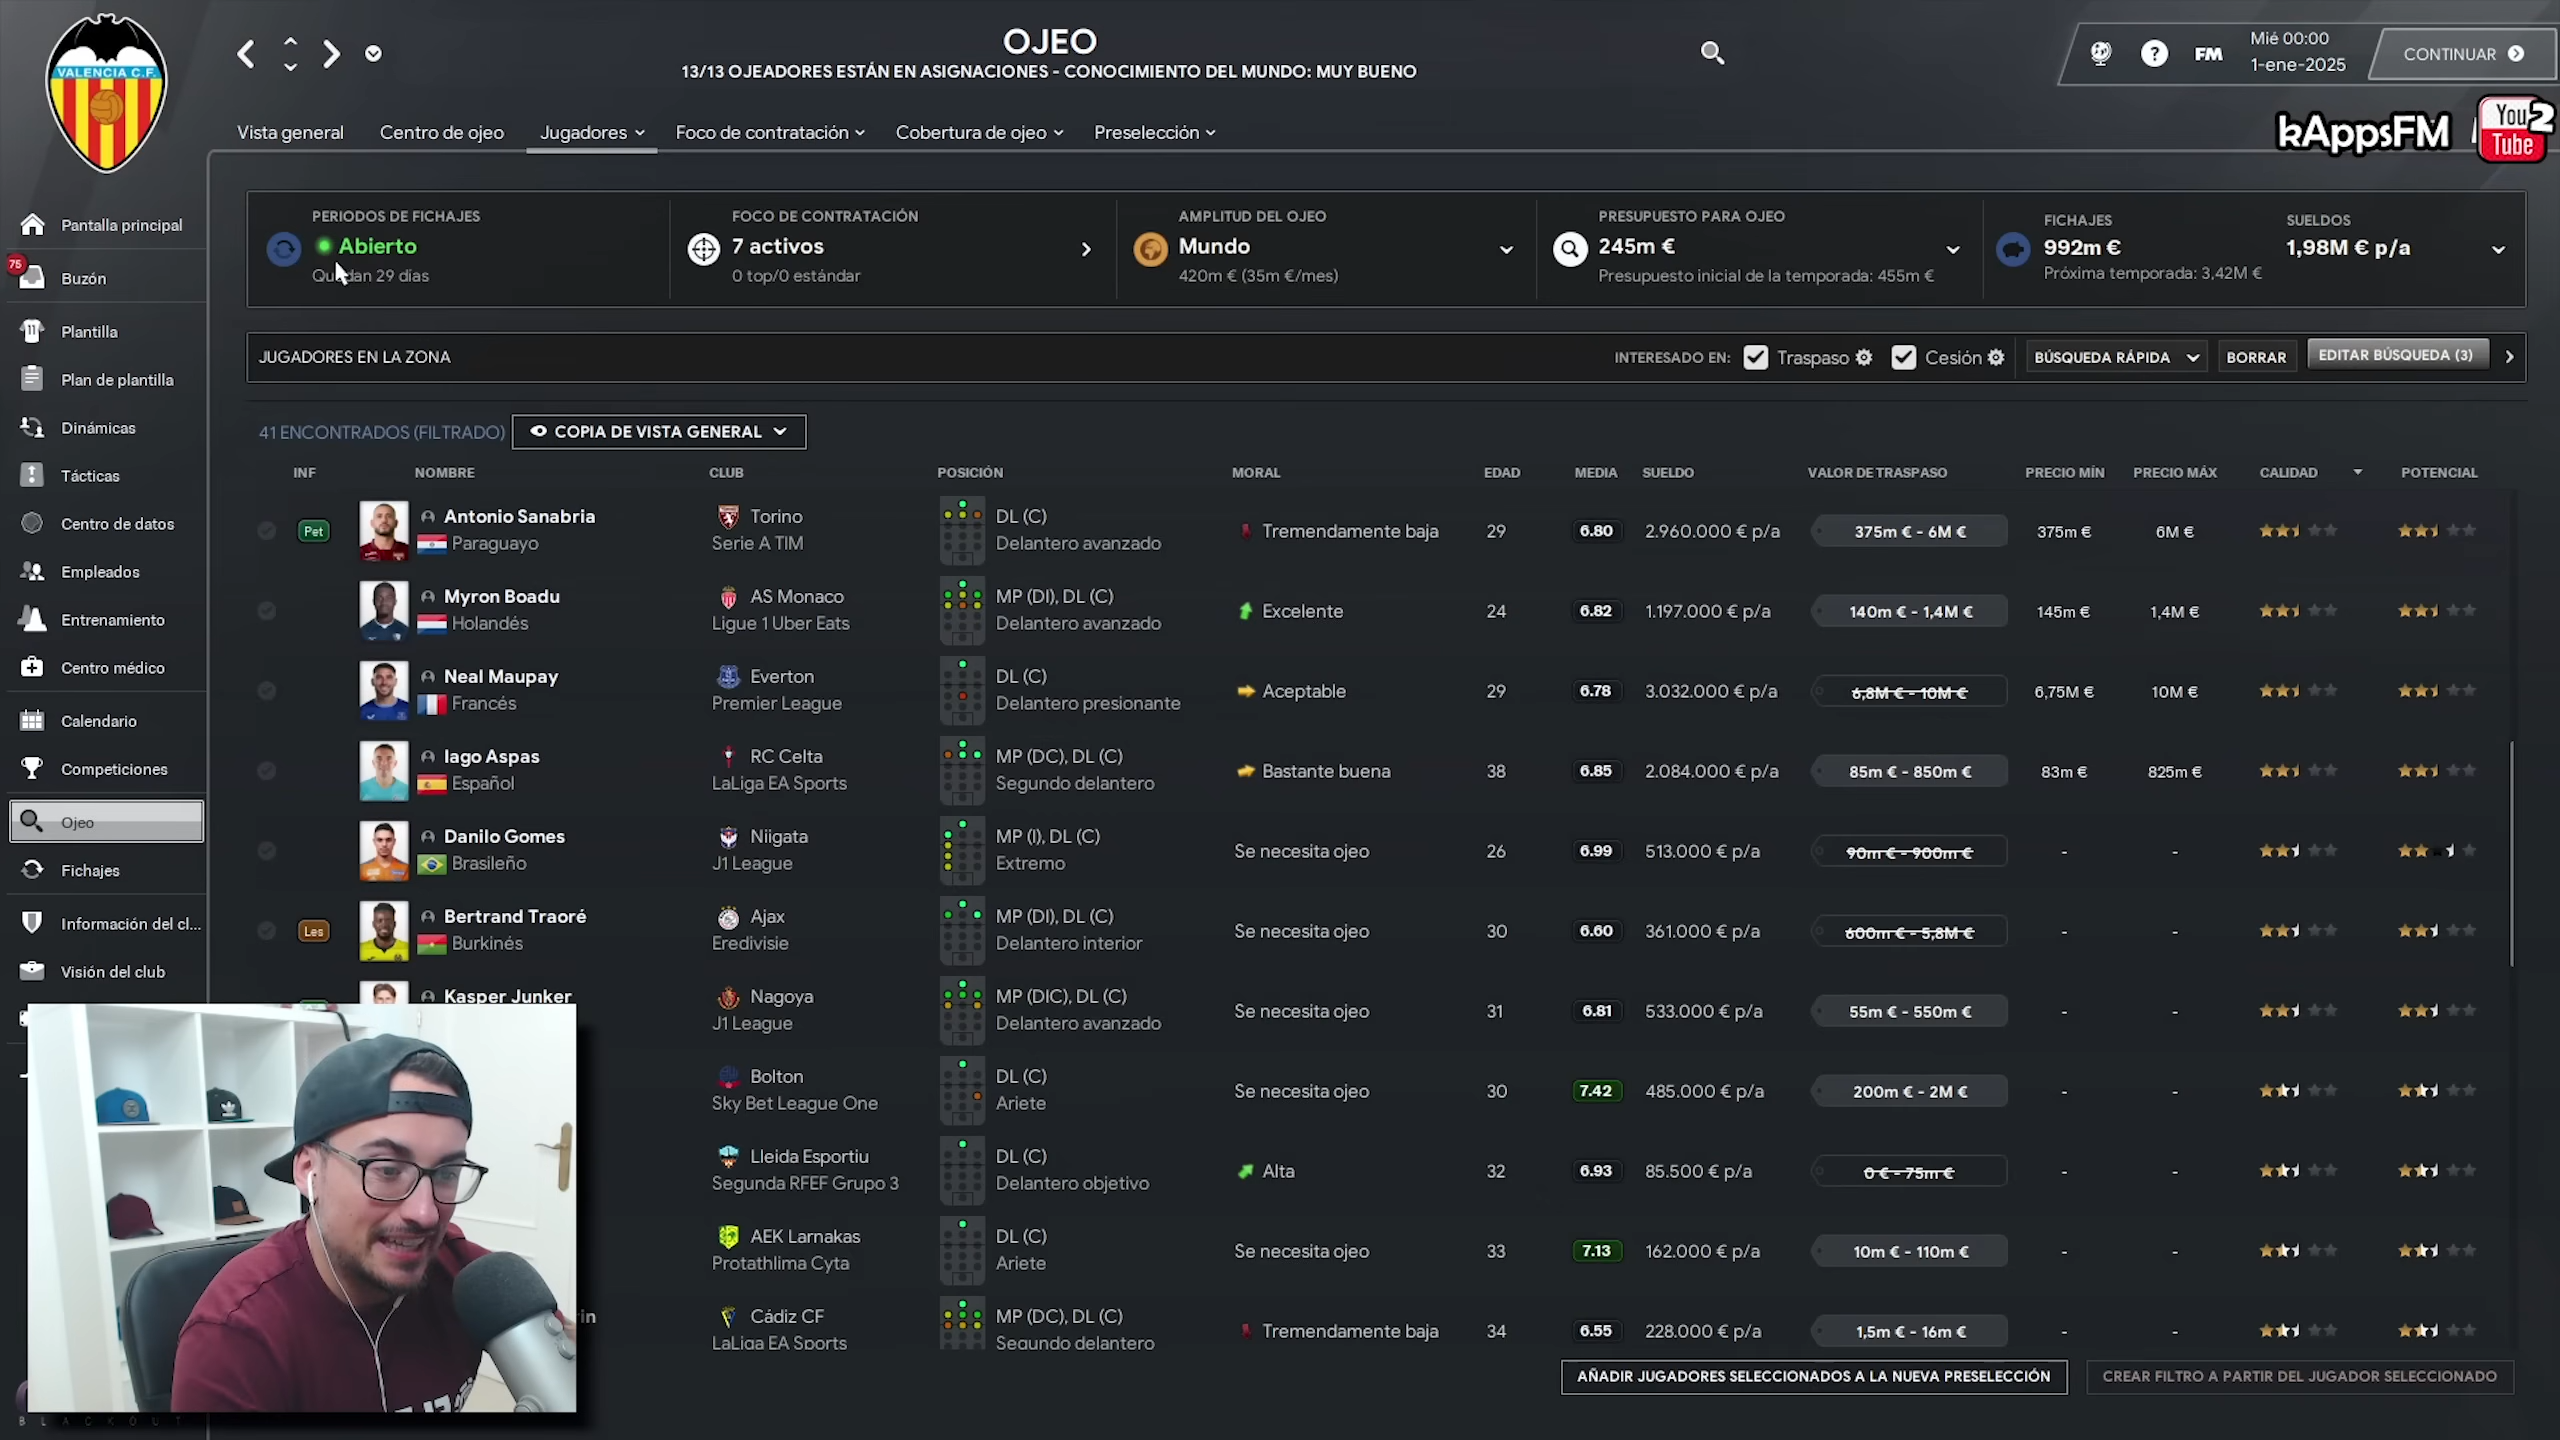 VALENCIA C.F.
OJEO
13/13 OJEADORES ESTÁN EN ASIGNACIONES - CONOCIMIENTO DEL MUNDO: MUY BUENO
FM
Mié 00:00
1-ene-2025
CONTINUAR
kAppsFM
You2
Tube
Vista general
Centro de ojeo
Jugadores
Foco de contratación
Cobertura de ojeo
Preselección
Pantalla principal
75
Buzón
Plantilla
Plan de plantilla
Dinámicas
Tácticas
Centro de datos
Empleados
Entrenamiento
Centro médico
Calendario
Competiciones
Ojeo
Fichajes
Información del cl...
Visión del club
PERIODOS DE FICHAJES
Abierto
Quedan 29 días
FOCO DE CONTRATACIÓN
7 activos
0 top/0 estándar
AMPLITUD DEL OJEO
Mundo
420m € (35m €/mes)
PRESUPUESTO PARA OJEO
245m €
Presupuesto inicial de la temporada: 455m €
FICHAJES
992m €
SUELDOS
1,98M € p/a
Próxima temporada: 3,42M €
JUGADORES EN LA ZONA
INTERESADO EN:
Traspaso
Cesión
BÚSQUEDA RÁPIDA
BORRAR
EDITAR BÚSQUEDA (3)
41 ENCONTRADOS (FILTRADO)
COPIA DE VISTA GENERAL
INF NOMBRE CLUB POSICIÓN MORAL EDAD MEDIA SUELDO VALOR DE TRASPASO PRECIO MÍN PRECIO MÁX CALIDAD POTENCIAL
Antonio Sanabria Torino DL (C)
Pet Tremendamente baja 29 6.80 2.960.000 € p/a 375m € - 6M € 375m € 6M €
Paraguayo Serie A TIM Delantero avanzado
Myron Boadu AS Monaco MP (DI), DL (C)
Excelente 24 6.82 1.197.000 € p/a 140m € - 1,4M € 145m € 1,4M €
Holandés Ligue 1 Uber Eats Delantero avanzado
Neal Maupay Everton DL (C)
Aceptable 29 6.78 3.032.000 € p/a 6,8M € - 10M € 6,75M € 10M €
Francés Premier League Delantero presionante
Iago Aspas RC Celta MP (DC), DL (C)
Bastante buena 38 6.85 2.084.000 € p/a 85m € - 850m € 83m € 825m €
Español LaLiga EA Sports Segundo delantero
Danilo Gomes Niigata MP (I), DL (C)
Se necesita ojeo 26 6.99 513.000 € p/a 90m € - 900m € - -
Brasileño J1 League Extremo
Bertrand Traoré Ajax MP (DI), DL (C)
Les Se necesita ojeo 30 6.60 361.000 € p/a 600m € - 5,8M € - -
Burkinés Eredivisie Delantero interior
Kasper Junker Nagoya MP (DIC), DL (C)
Se necesita ojeo 31 6.81 533.000 € p/a 55m € - 550m € - -
J1 League Delantero avanzado
Bolton DL (C)
Se necesita ojeo 30 7.42 485.000 € p/a 200m € - 2M € - -
Sky Bet League One Ariete
Lleida Esportiu DL (C)
Alta 32 6.93 85.500 € p/a 0 € - 75m € - -
Segunda RFEF Grupo 3 Delantero objetivo
AEK Larnakas DL (C)
Se necesita ojeo 33 7.13 162.000 € p/a 10m € - 110m € - -
Protathlima Cyta Ariete
Cádiz CF MP (DC), DL (C)
Tremendamente baja 34 6.55 228.000 € p/a 1,5m € - 16m € - -
LaLiga EA Sports Segundo delantero
AÑADIR JUGADORES SELECCIONADOS A LA NUEVA PRESELECCIÓN
CREAR FILTRO A PARTIR DEL JUGADOR SELECCIONADO
BLACKOUT